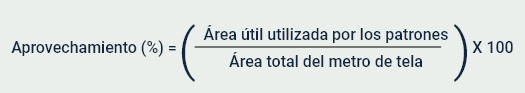 Aprovechamiento (%) = ( Área útil utilizada por los patrones
Área total del metro de tela ) X 100